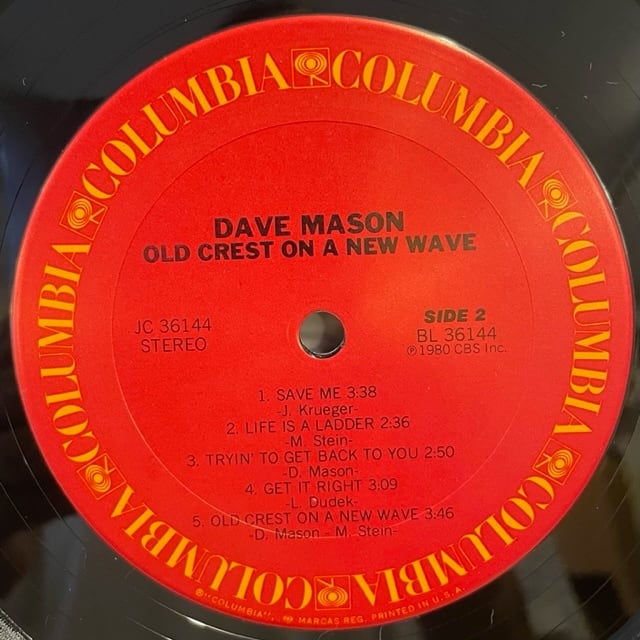 COLUMBIA COLUMBIA COLUMBIA COLUMBIA COLUMBIA COLUMBIA
DAVE MASON
OLD CREST ON A NEW WAVE
JC 36144
STEREO
SIDE 2
BL 36144
℗ 1980 CBS Inc.
1. SAVE ME 3:38
-J. Krueger-
2. LIFE IS A LADDER 2:36
-M. Stein-
3. TRYIN' TO GET BACK TO YOU 2:50
-D. Mason-
4. GET IT RIGHT 3:09
-L. Dudek-
5. OLD CREST ON A NEW WAVE 3:46
-D. Mason - M. Stein-
® "COLUMBIA", MARCAS REG. PRINTED IN U.S.A.